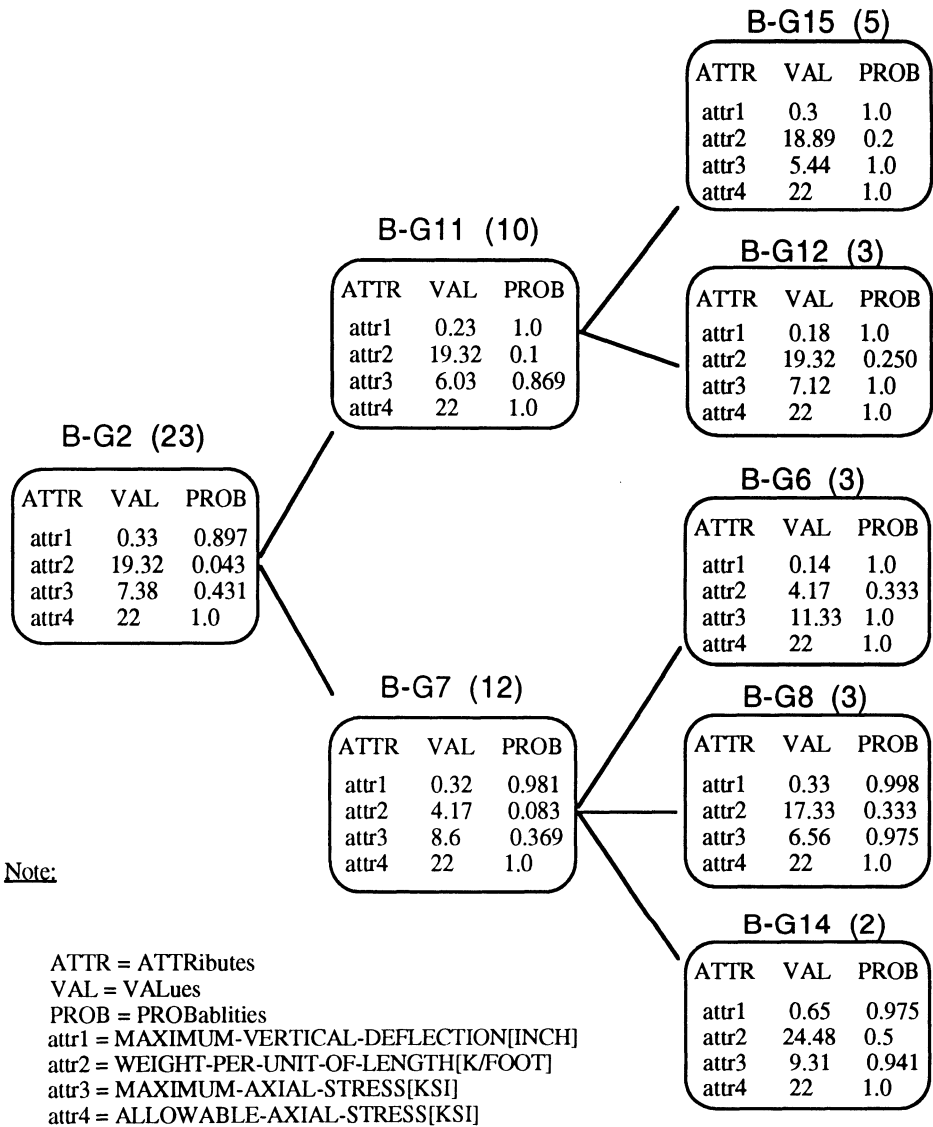 B-G15 (5)
ATTR VAL PROB
attr1 0.3 1.0
attr2 18.89 0.2
attr3 5.44 1.0
attr4 22 1.0
B-G11 (10)
ATTR VAL PROB
attr1 0.23 1.0
attr2 19.32 0.1
attr3 6.03 0.869
attr4 22 1.0
B-G12 (3)
ATTR VAL PROB
attr1 0.18 1.0
attr2 19.32 0.250
attr3 7.12 1.0
attr4 22 1.0
B-G2 (23)
ATTR VAL PROB
attr1 0.33 0.897
attr2 19.32 0.043
attr3 7.38 0.431
attr4 22 1.0
B-G6 (3)
ATTR VAL PROB
attr1 0.14 1.0
attr2 4.17 0.333
attr3 11.33 1.0
attr4 22 1.0
B-G7 (12)
ATTR VAL PROB
attr1 0.32 0.981
attr2 4.17 0.083
attr3 8.6 0.369
attr4 22 1.0
B-G8 (3)
ATTR VAL PROB
attr1 0.33 0.998
attr2 17.33 0.333
attr3 6.56 0.975
attr4 22 1.0
B-G14 (2)
ATTR VAL PROB
attr1 0.65 0.975
attr2 24.48 0.5
attr3 9.31 0.941
attr4 22 1.0
Note:
ATTR = ATTRibutes
VAL = VALues
PROB = PROBablities
attr1 = MAXIMUM-VERTICAL-DEFLECTION[INCH]
attr2 = WEIGHT-PER-UNIT-OF-LENGTH[K/FOOT]
attr3 = MAXIMUM-AXIAL-STRESS[KSI]
attr4 = ALLOWABLE-AXIAL-STRESS[KSI]